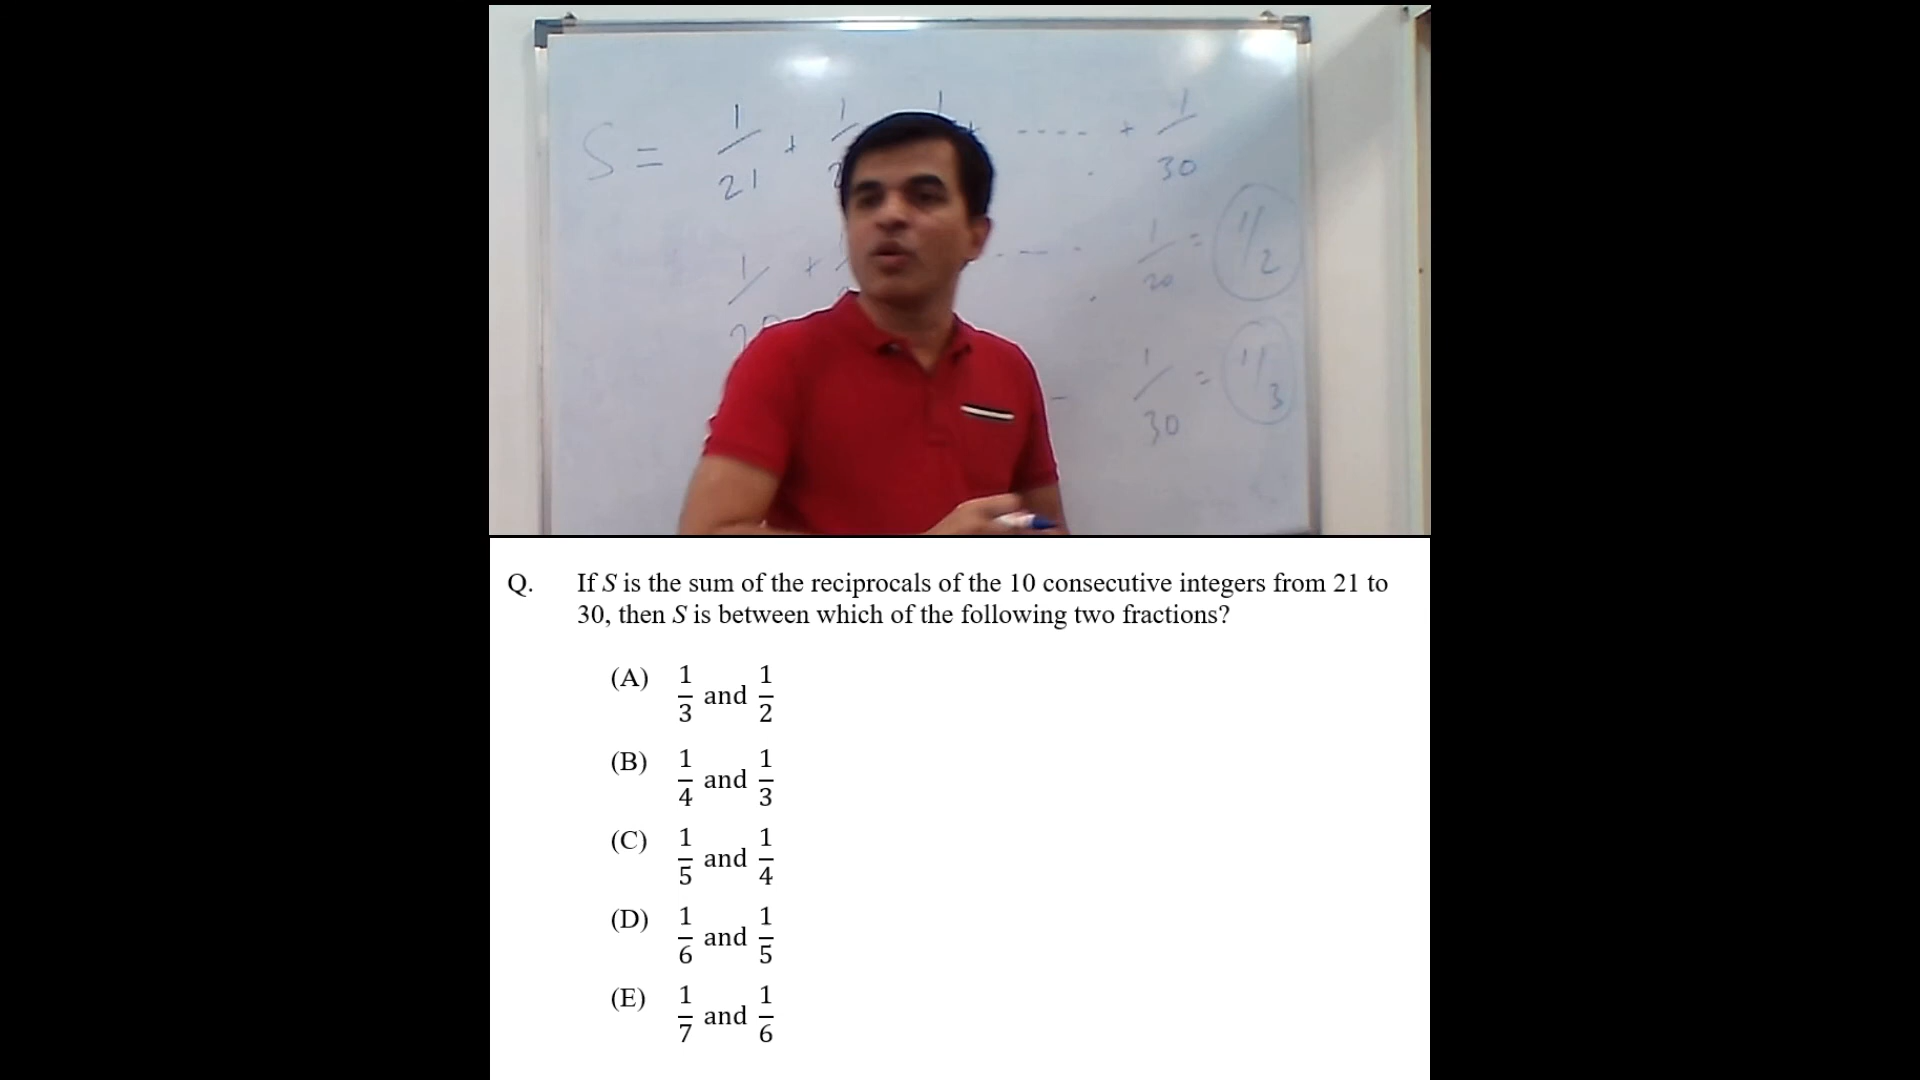 S = 1/21 + 1/2 1 + ---- + 1/30
1/20 + ---- 1/20 = 1/2
- 1/30 = 1/3
Q. If S is the sum of the reciprocals of the 10 consecutive integers from 21 to
30, then S is between which of the following two fractions?
(A) 1/3 and 1/2
(B) 1/4 and 1/3
(C) 1/5 and 1/4
(D) 1/6 and 1/5
(E) 1/7 and 1/6